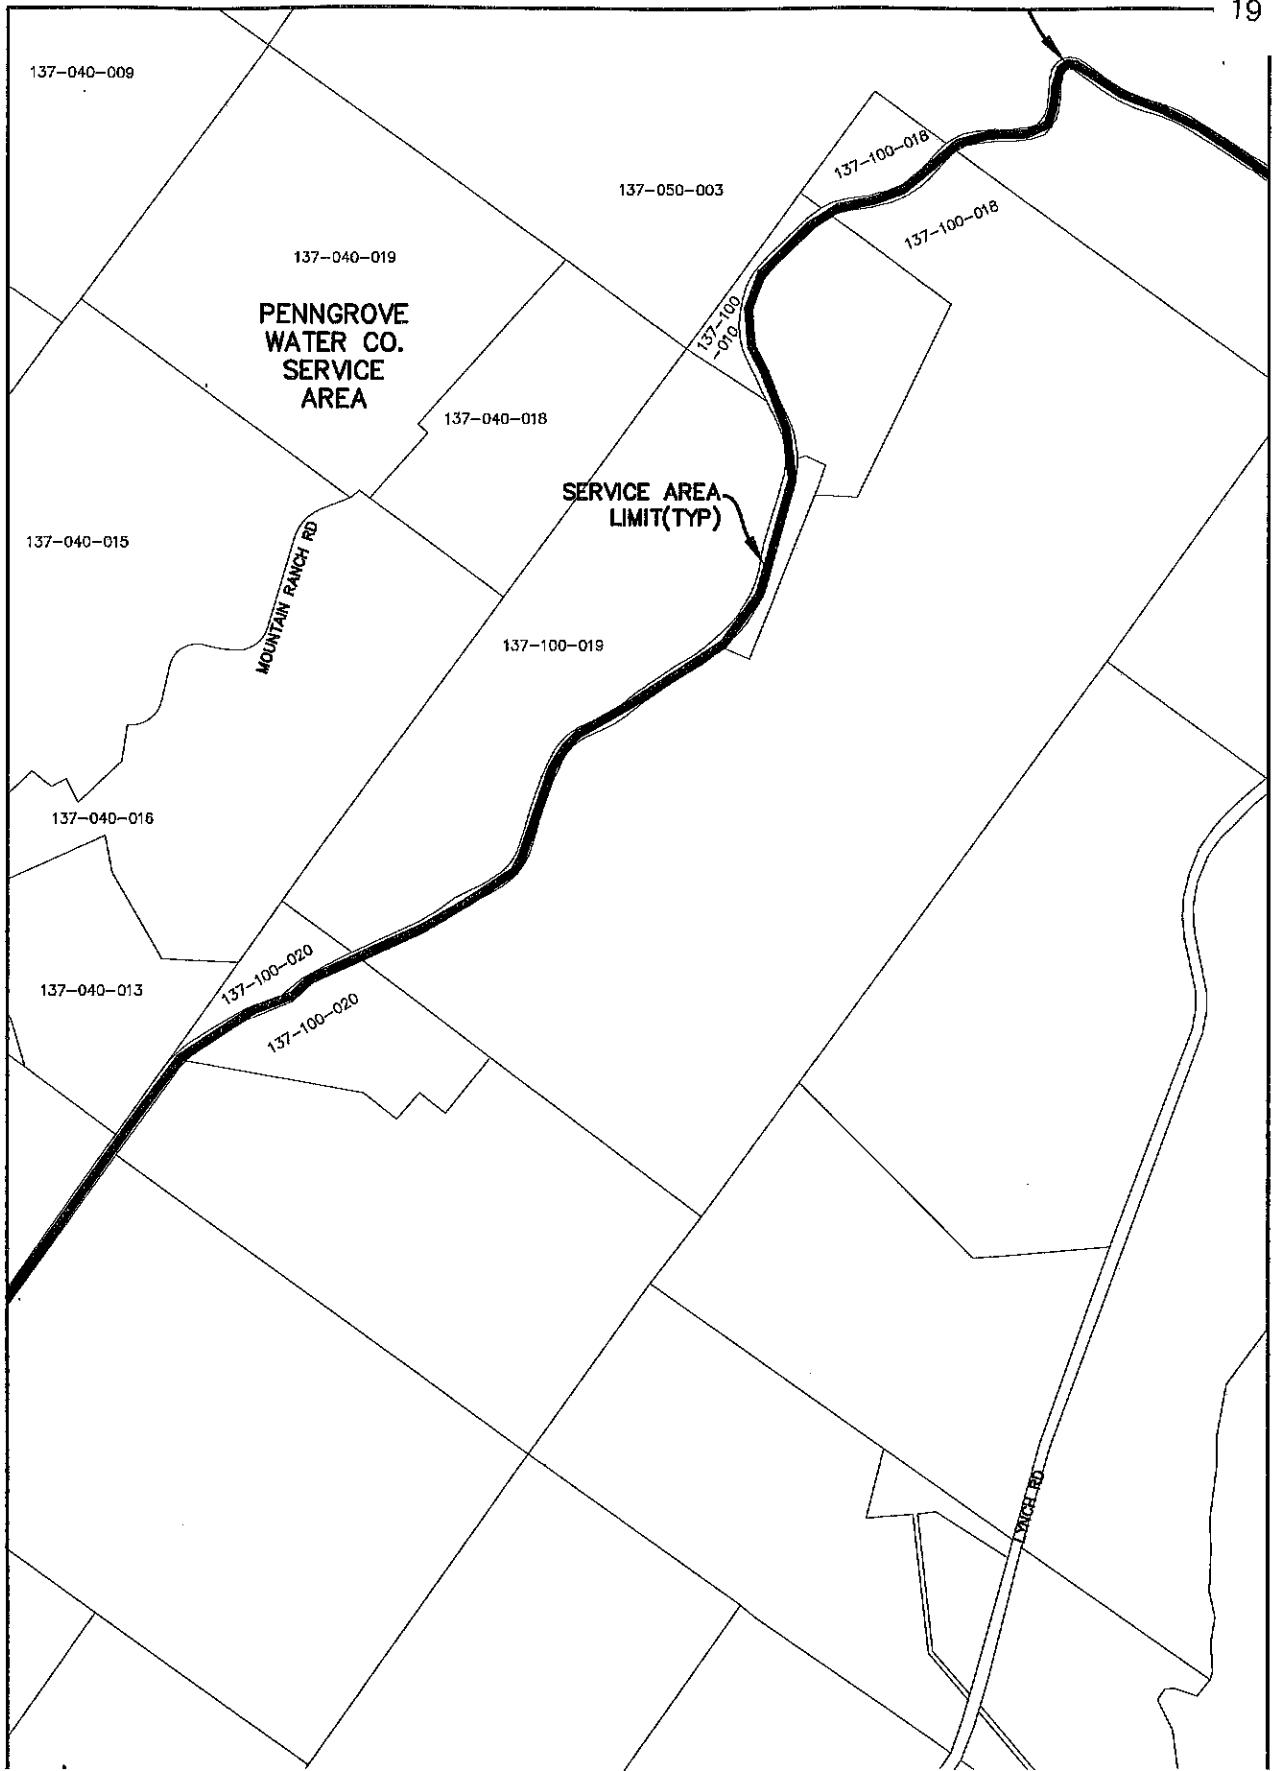 19
137-040-009
137-100-018
137-050-003
137-100-018
137-040-019
PENNGROVE
WATER CO.
SERVICE
AREA
137-100
-010
137-040-018
SERVICE AREA
LIMIT(TYP)
137-040-015
MOUNTAIN RANCH RD
137-100-019
137-040-016
137-100-020
137-040-013
137-100-020
LYNCH RD